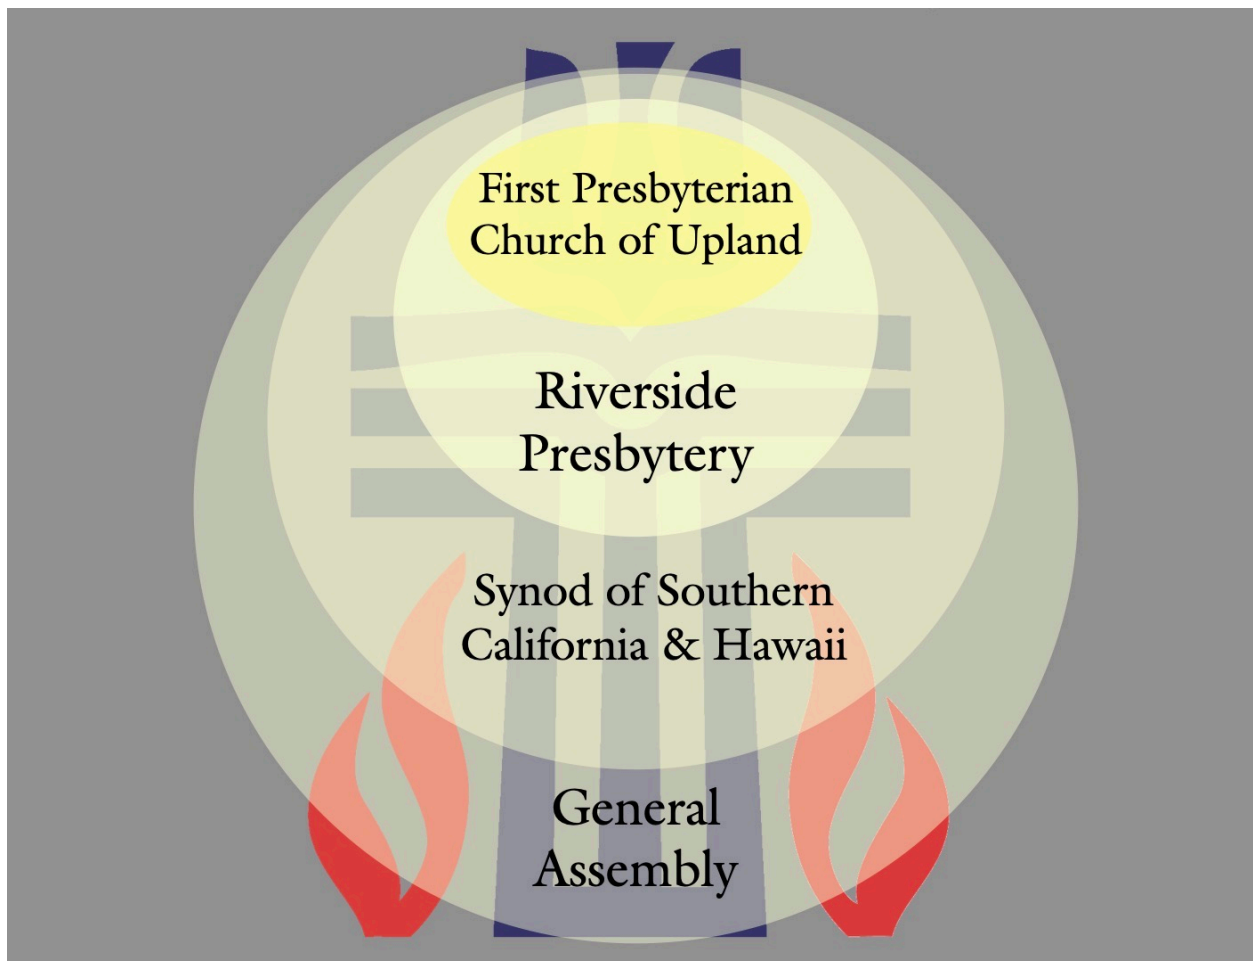 First Presbyterian
Church of Upland
Riverside
Presbytery
Synod of Southern
California & Hawaii
General
Assembly